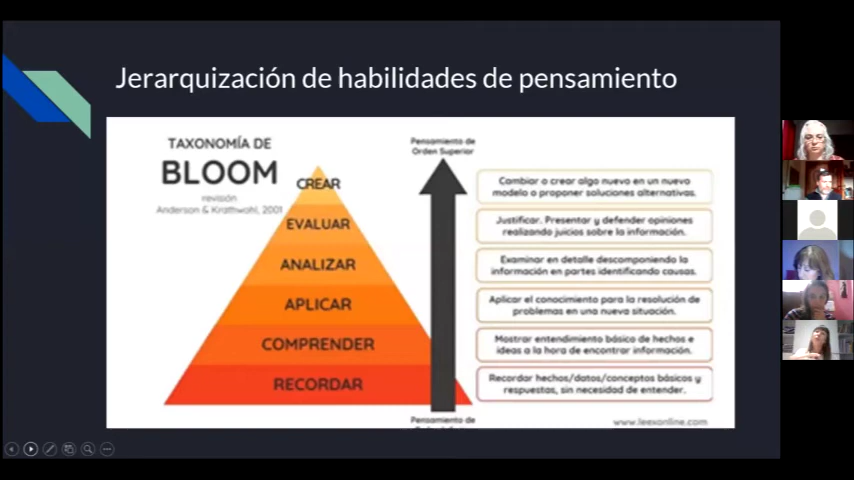 Jerarquización de habilidades de pensamiento
TAXONOMÍA DE
BLOOM
revisión
Anderson & Krathwohl, 2001
CREAR
EVALUAR
ANALIZAR
APLICAR
COMPRENDER
RECORDAR
Pensamiento de
Orden Superior
Pensamiento de
Cambiar o crear algo nuevo en un nuevo
modelo o proponer soluciones alternativas.
Justificar. Presentar y defender opiniones
realizando juicios sobre la información.
Examinar en detalle descomponiendo la
información en partes identificando causas.
Aplicar el conocimiento para la resolución de
problemas en una nueva situación.
Mostrar entendimiento básico de hechos e
ideas a la hora de encontrar información.
Recordar hechos/datos/conceptos básicos y
respuestas, sin necesidad de entender.
www.leexonline.com